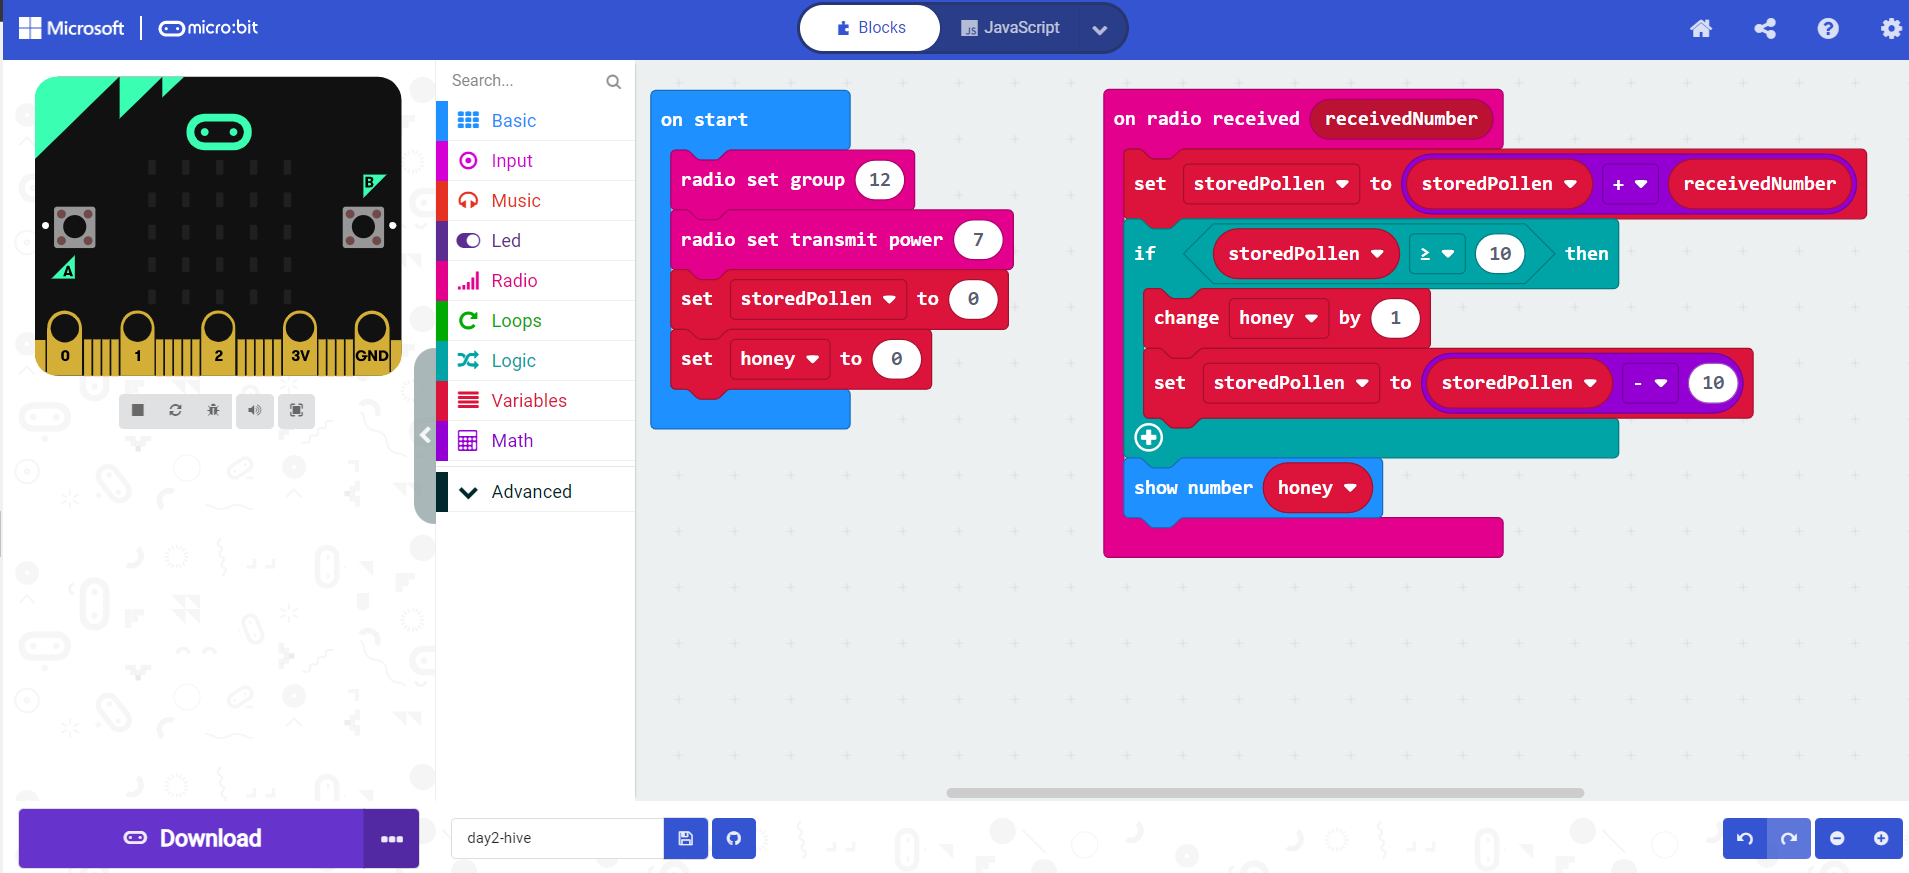 Microsoft micro:bit
Blocks
JavaScript
Search...
Basic
Input
Music
Led
Radio
Loops
Logic
Variables
Math
Advanced
B
A
0 1 2 3V GND
on start
radio set group 12
radio set transmit power 7
set storedPollen to 0
set honey to 0
on radio received receivedNumber
set storedPollen to storedPollen + receivedNumber
if storedPollen ≥ 10 then
change honey by 1
set storedPollen to storedPollen - 10
show number honey
Download
day2-hive